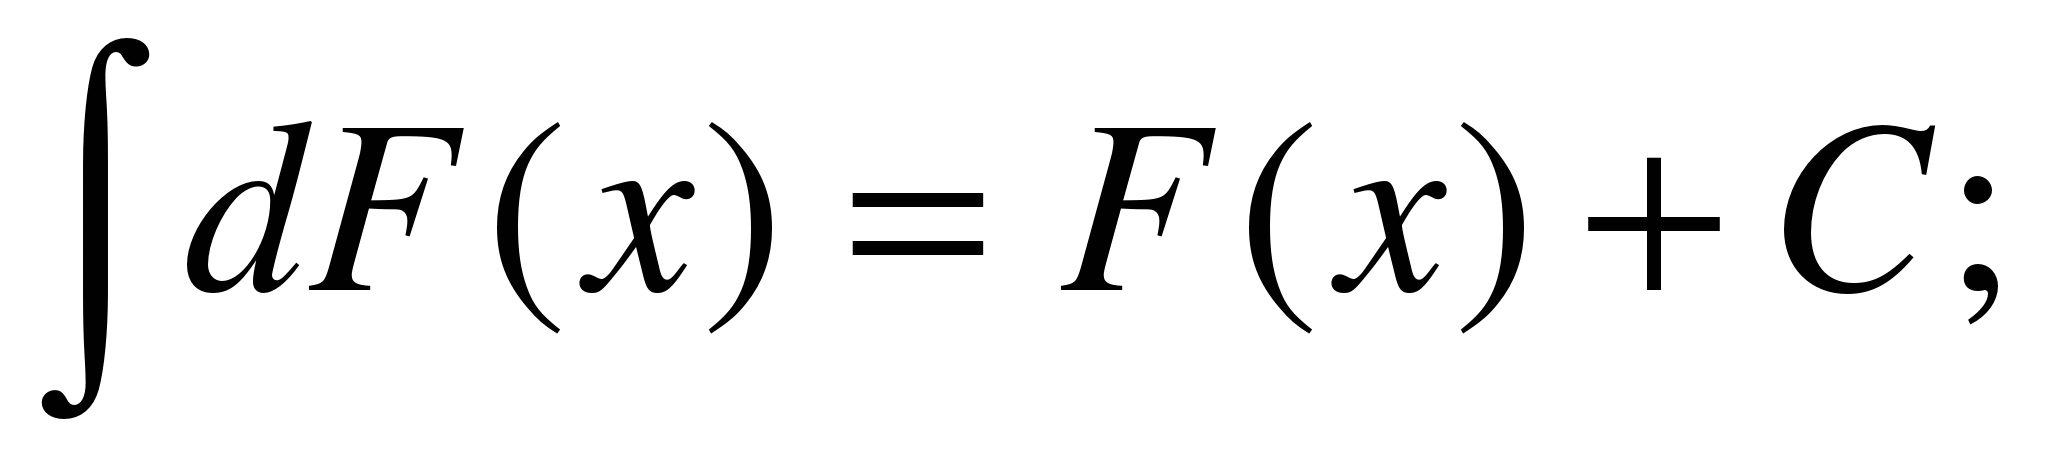 ∫dF(x) = F(x) + C;